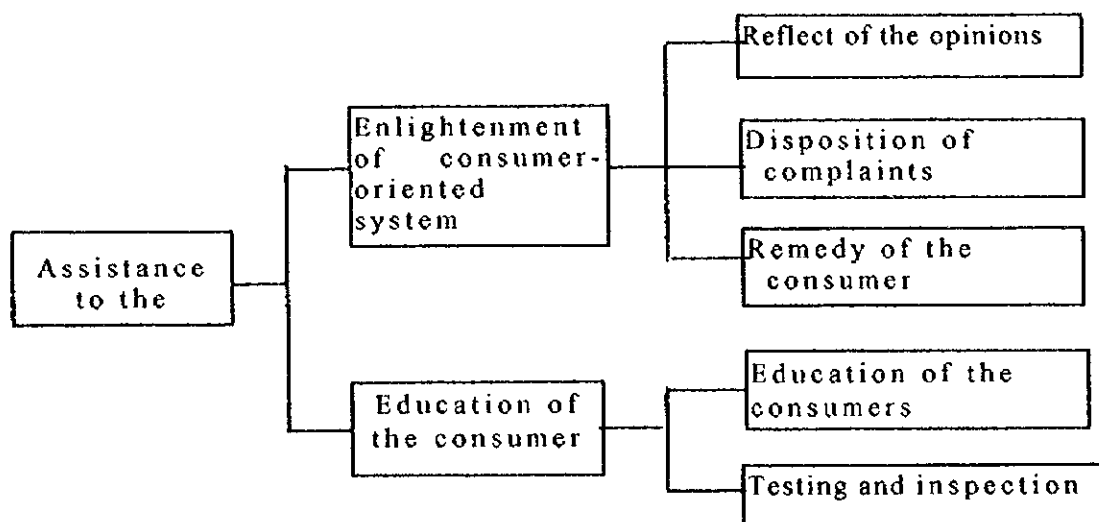 Assistance
to the
Enlightenment
of consumer-
oriented
system
Education of
the consumer
Reflect of the opinions
Disposition of
complaints
Remedy of the
consumer
Education of the
consumers
Testing and inspection